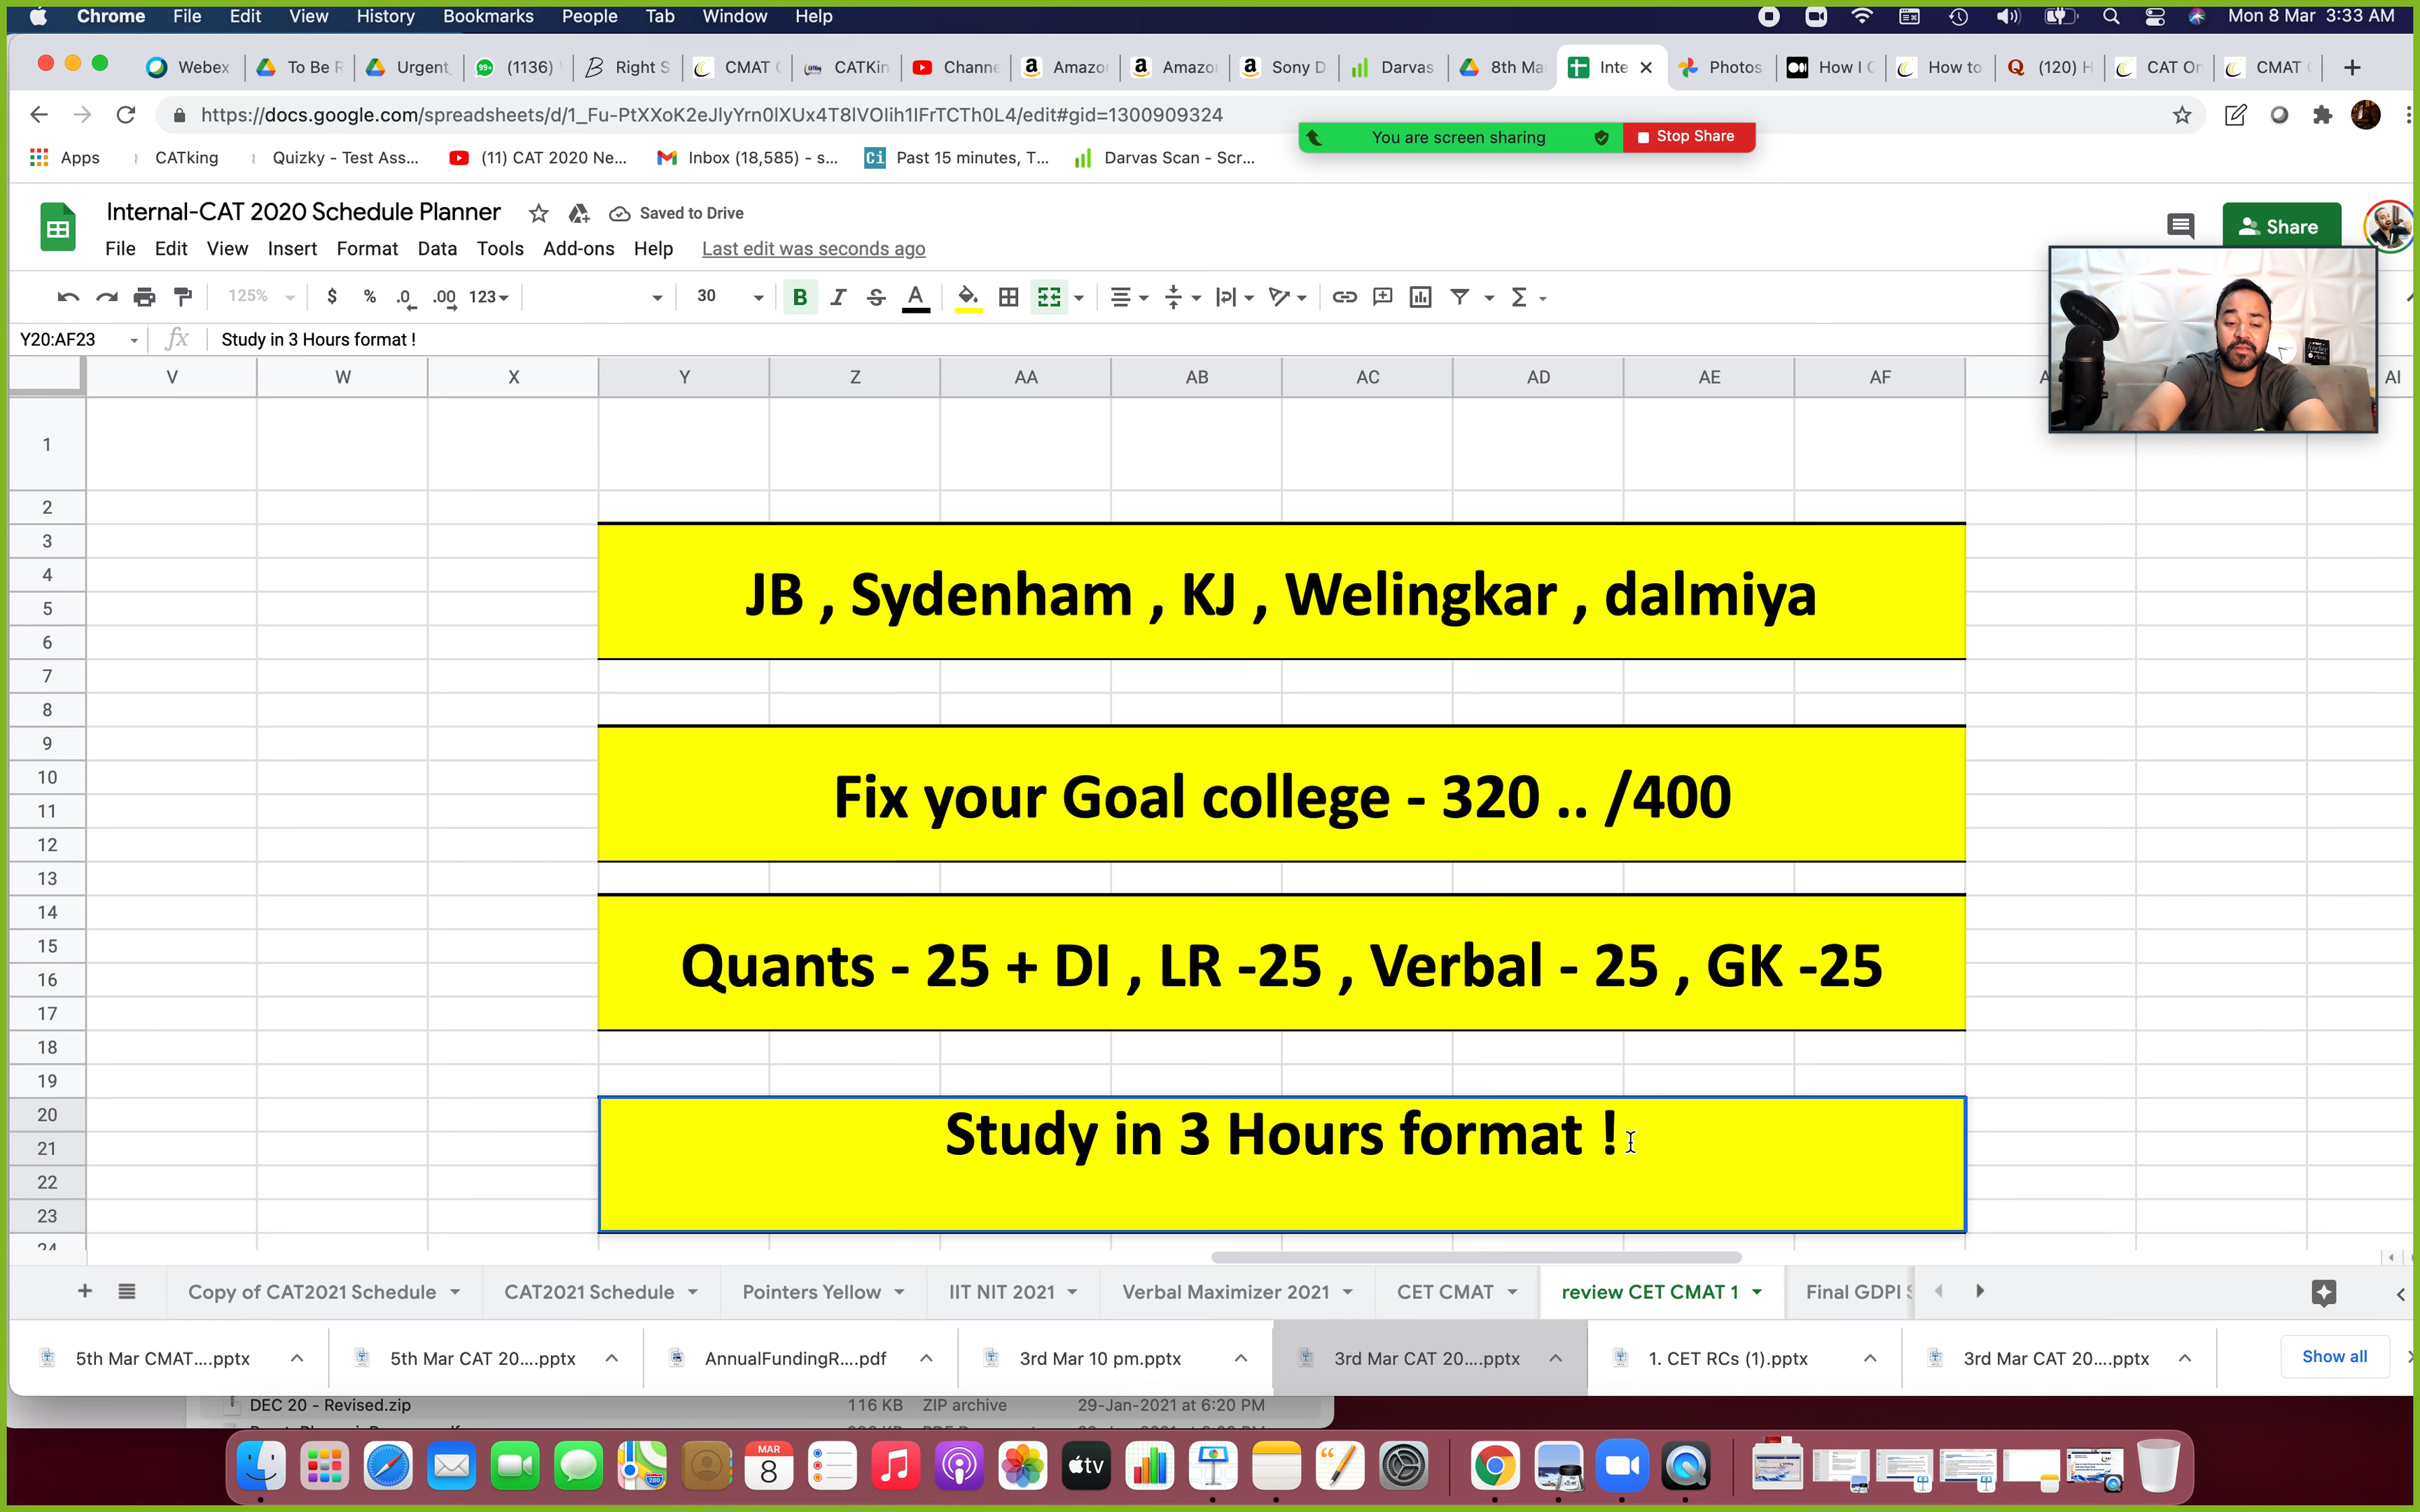 Chrome File Edit View History Bookmarks People Tab Window Help Mon 8 Mar 3:33 AM
Webex To Be R Urgent_ (1136) Right S CMAT CATKin Channe Amazo Amazo Sony D Darvas 8th Ma Inte Photos How I C How to (120) H CAT On CMAT
https://docs.google.com/spreadsheets/d/1_Fu-PtXXoK2eJlyYrn0lXUx4T8lVOlih1IFrTCTh0L4/edit#gid=1300909324
You are screen sharing Stop Share
Apps CATking Quizky - Test Ass... (11) CAT 2020 Ne... Inbox (18,585) - s... Past 15 minutes, T... Darvas Scan - Scr...
Internal-CAT 2020 Schedule Planner Saved to Drive
Share
File Edit View Insert Format Data Tools Add-ons Help Last edit was seconds ago
125% $ % .0 .00 123 30 B I S A
Y20:AF23 fx Study in 3 Hours format !
V W X Y Z AA AB AC AD AE AF AI
1
2
3
4
JB , Sydenham , KJ , Welingkar , dalmiya
5
6
7
8
9
10
Fix your Goal college - 320 .. /400
11
12
13
14
15
Quants - 25 + DI , LR -25 , Verbal - 25 , GK -25
16
17
18
19
20
Study in 3 Hours format !
21
22
23
24
Copy of CAT2021 Schedule CAT2021 Schedule Pointers Yellow IIT NIT 2021 Verbal Maximizer 2021 CET CMAT review CET CMAT 1 Final GDPI S
5th Mar CMAT....pptx 5th Mar CAT 20....pptx AnnualFundingR....pdf 3rd Mar 10 pm.pptx 3rd Mar CAT 20....pptx 1. CET RCs (1).pptx 3rd Mar CAT 20....pptx Show all
DEC 20 - Revised.zip 116 KB ZIP archive 29-Jan-2021 at 6:20 PM
MAR
8
tv